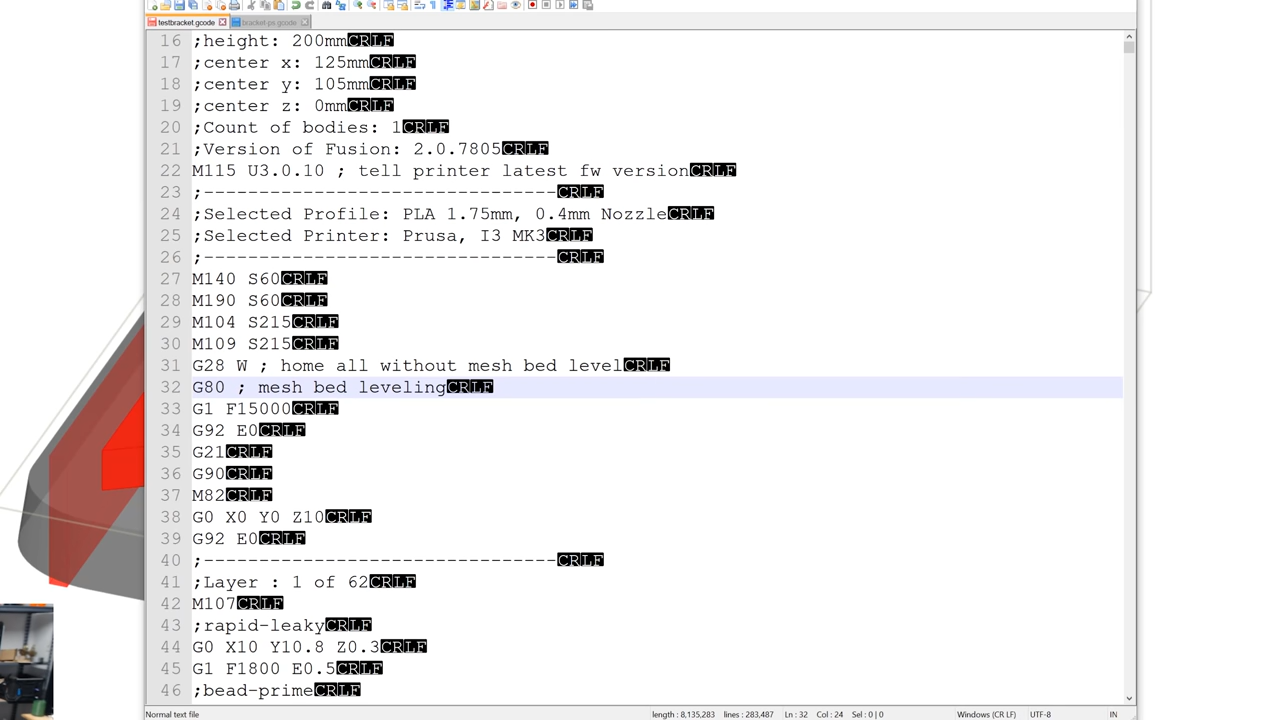 testbracket.gcode
bracket-ps.gcode
16 ;height: 200mmCRLF
17 ;center x: 125mmCRLF
18 ;center y: 105mmCRLF
19 ;center z: 0mmCRLF
20 ;Count of bodies: 1CRLF
21 ;Version of Fusion: 2.0.7805CRLF
22 M115 U3.0.10 ; tell printer latest fw versionCRLF
23 ;--------------------------------CRLF
24 ;Selected Profile: PLA 1.75mm, 0.4mm NozzleCRLF
25 ;Selected Printer: Prusa, I3 MK3CRLF
26 ;--------------------------------CRLF
27 M140 S60CRLF
28 M190 S60CRLF
29 M104 S215CRLF
30 M109 S215CRLF
31 G28 W ; home all without mesh bed levelCRLF
32 G80 ; mesh bed levelingCRLF
33 G1 F15000CRLF
34 G92 E0CRLF
35 G21CRLF
36 G90CRLF
37 M82CRLF
38 G0 X0 Y0 Z10CRLF
39 G92 E0CRLF
40 ;--------------------------------CRLF
41 ;Layer : 1 of 62CRLF
42 M107CRLF
43 ;rapid-leakyCRLF
44 G0 X10 Y10.8 Z0.3CRLF
45 G1 F1800 E0.5CRLF
46 ;bead-primeCRLF
Normal text file length : 8,135,283 lines : 283,487 Ln : 32 Col : 24 Sel : 0 | 0 Windows (CR LF) UTF-8 IN